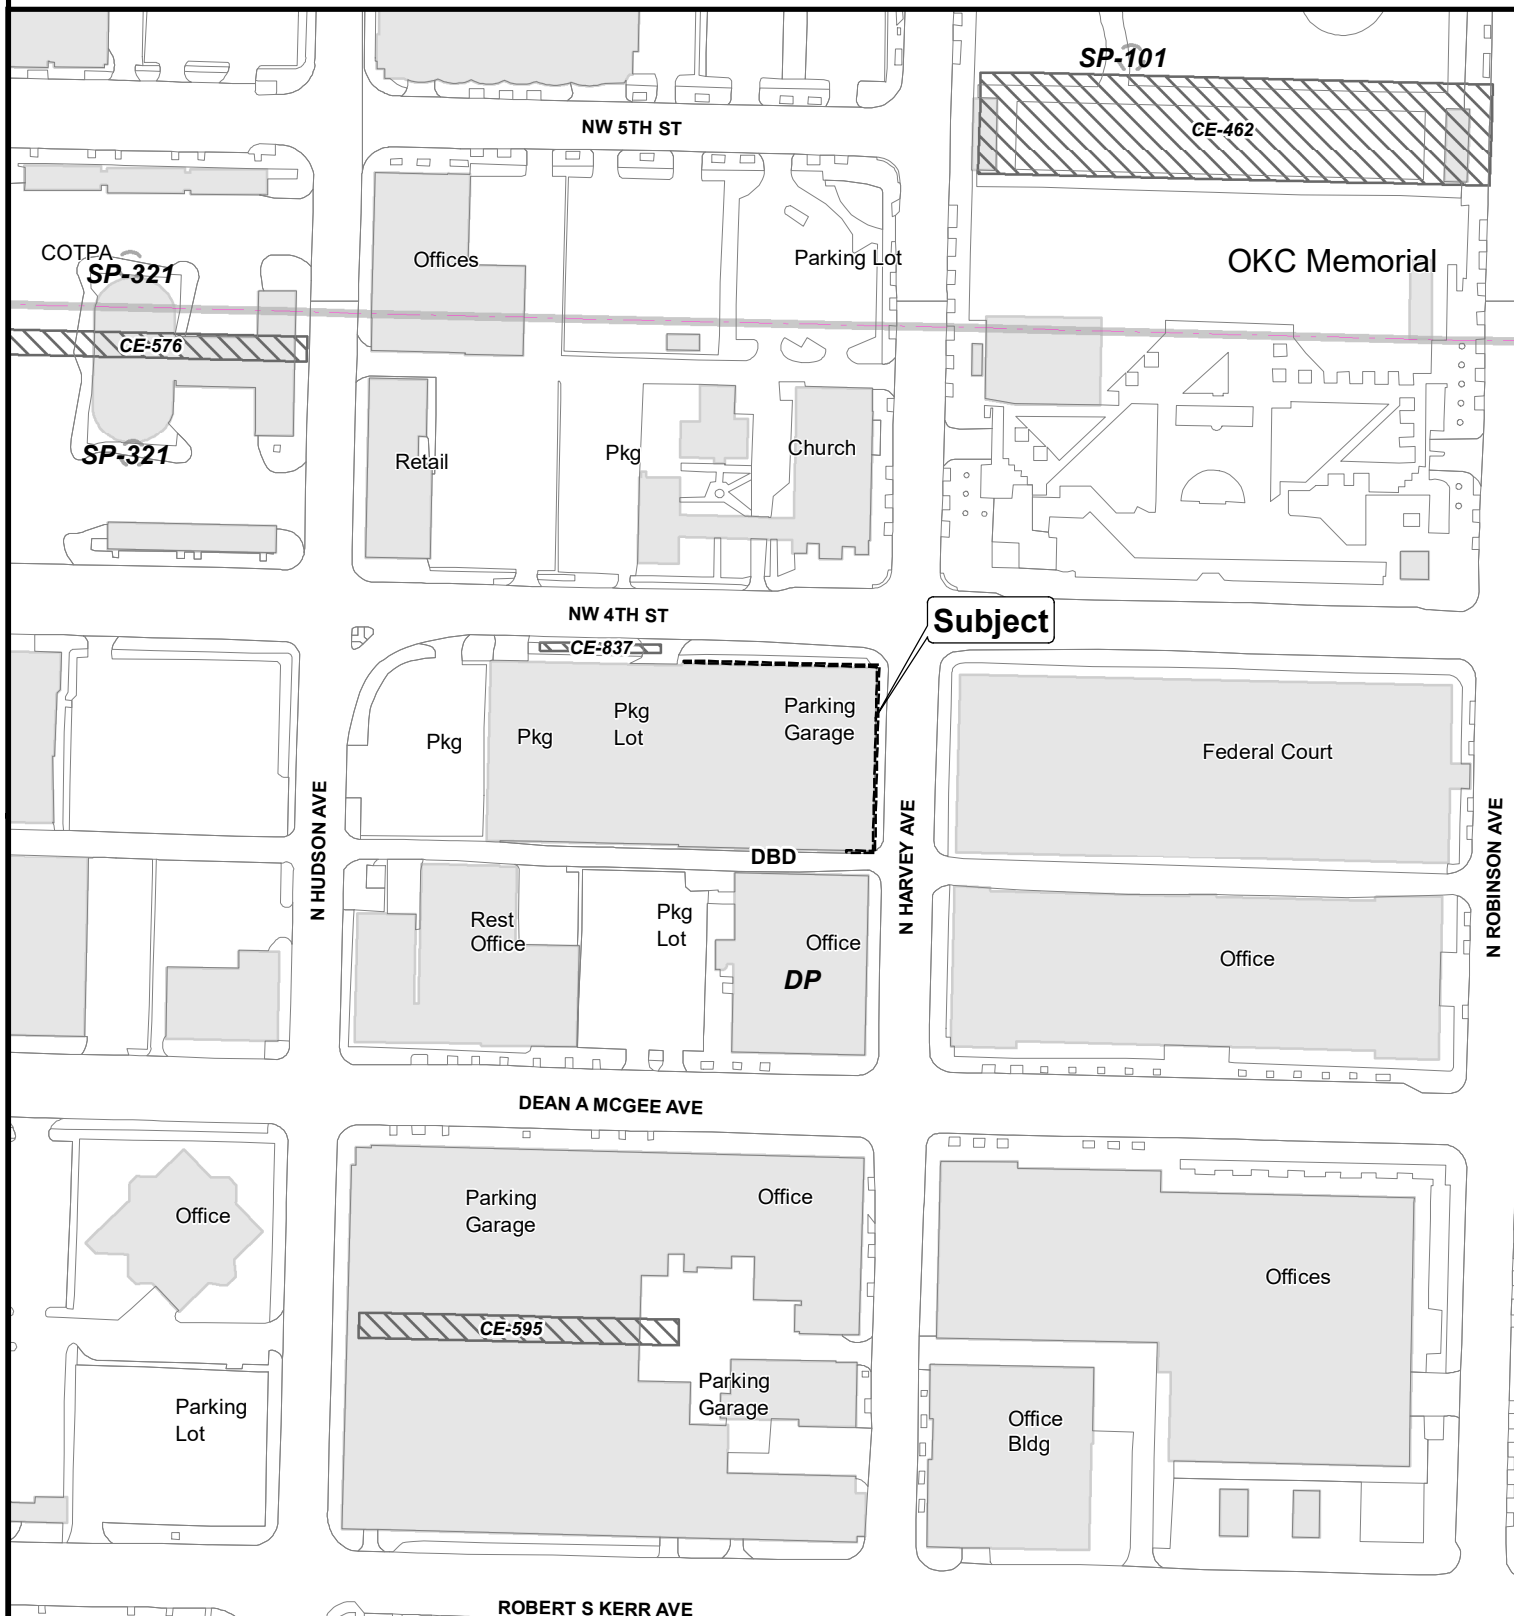 SP-101
NW 5TH ST
CE-462
COTPA
SP-321
Offices
Parking Lot
OKC Memorial
CE-576
SP-321
Retail
Pkg
Church
NW 4TH ST
Subject
CE-837
Pkg
Pkg
Pkg
Lot
Parking
Garage
Federal Court
N HUDSON AVE
N HARVEY AVE
N ROBINSON AVE
DBD
Rest
Office
Pkg
Lot
Office
DP
Office
DEAN A MCGEE AVE
Office
Parking
Garage
Office
Offices
CE-595
Parking
Garage
Parking
Lot
Office
Bldg
ROBERT S KERR AVE